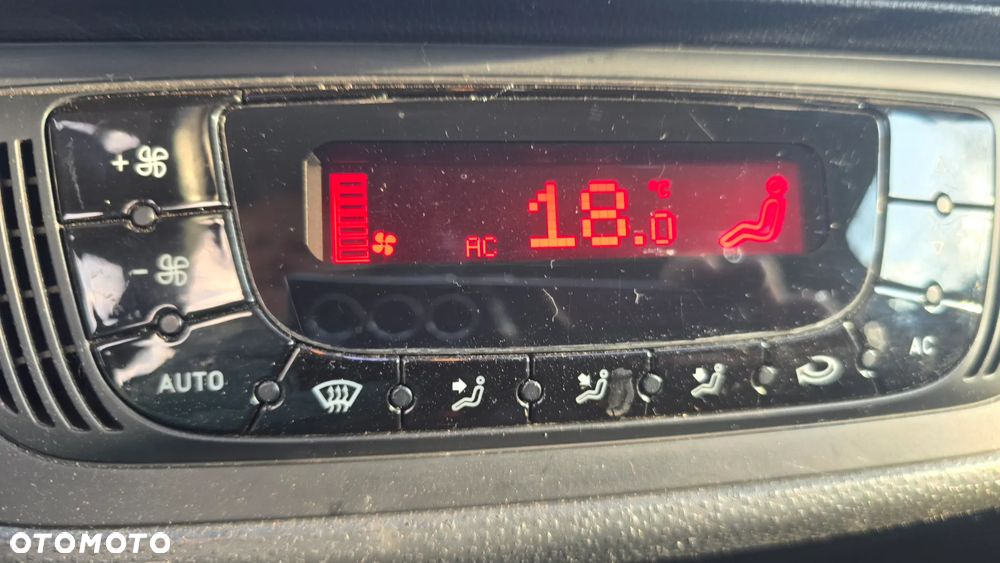 +
-
AC 18.0 °C
AUTO
AC
OTOMOTO